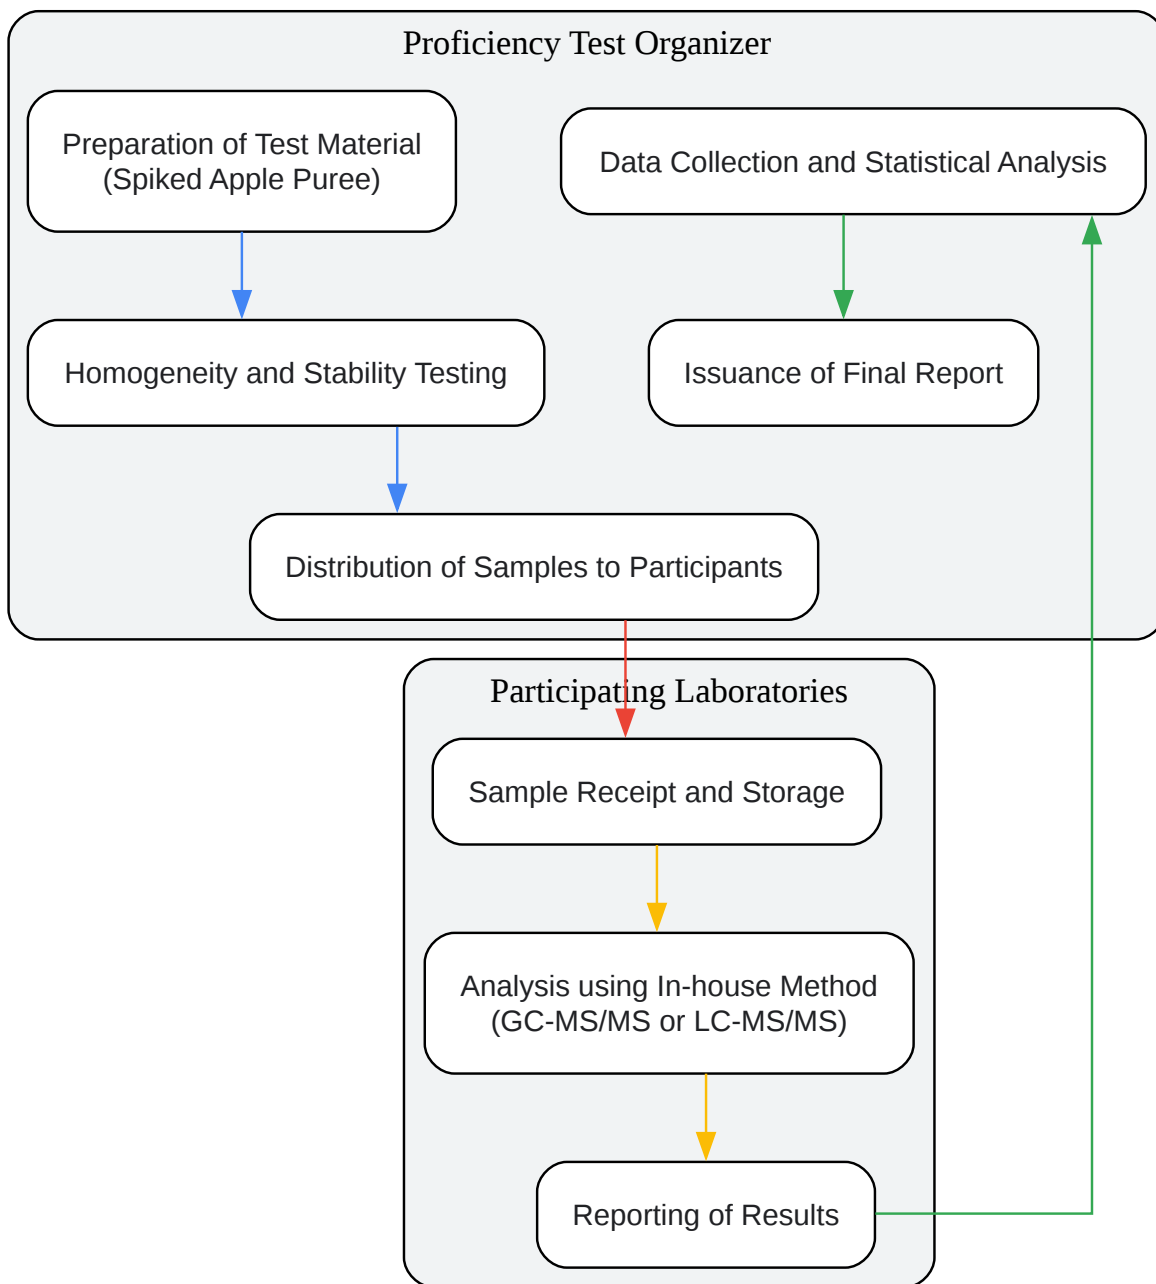 Proficiency Test Organizer
Preparation of Test Material
(Spiked Apple Puree)
Data Collection and Statistical Analysis
Homogeneity and Stability Testing
Issuance of Final Report
Distribution of Samples to Participants
Participating Laboratories
Sample Receipt and Storage
Analysis using In-house Method
(GC-MS/MS or LC-MS/MS)
Reporting of Results